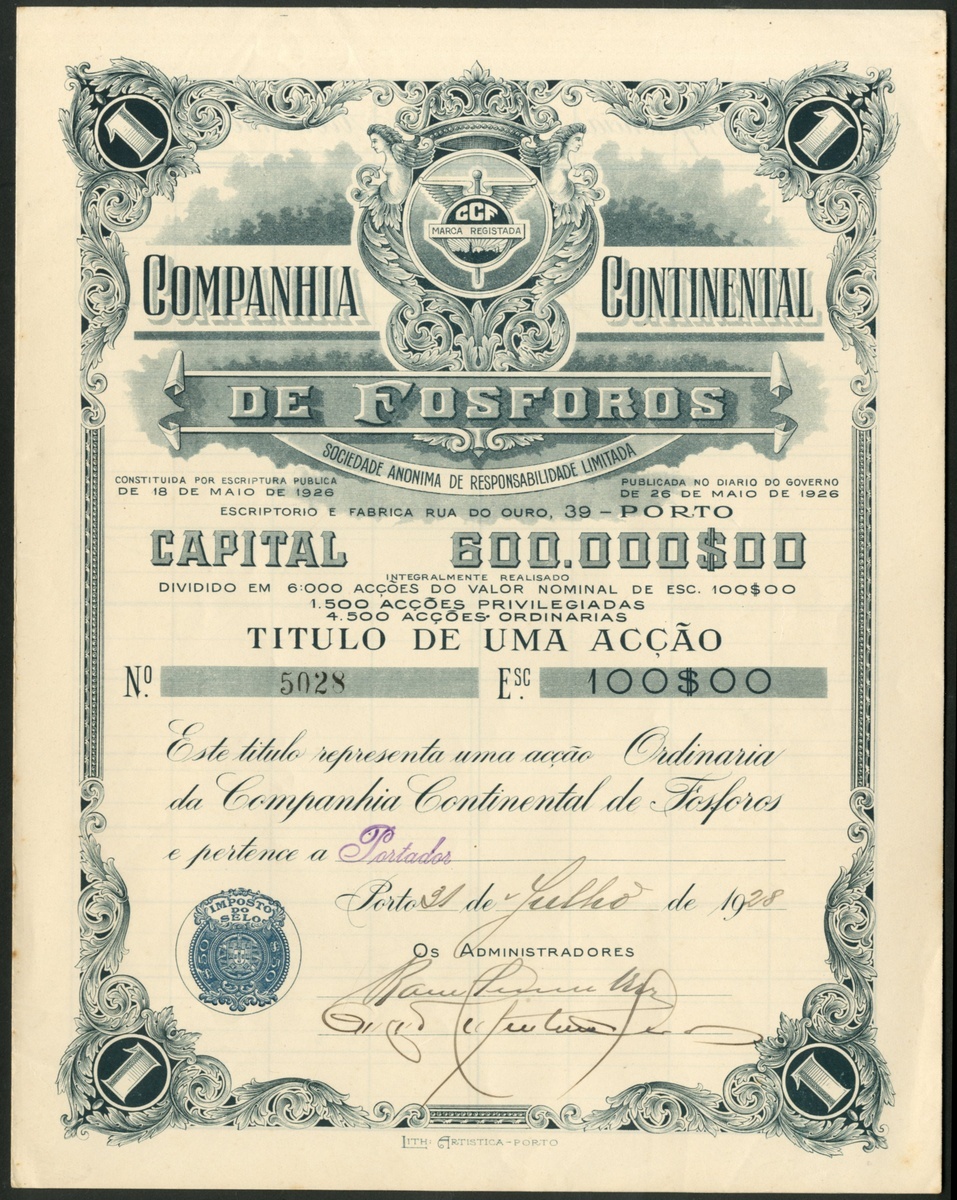 1 1
CCF
MARCA REGISTADA
COMPANHIA CONTINENTAL
DE FOSFOROS
SOCIEDADE ANONIMA DE RESPONSABILIDADE LIMITADA
CONSTITUIDA POR ESCRIPTURA PUBLICA
DE 18 DE MAIO DE 1926
PUBLICADA NO DIARIO DO GOVERNO
DE 26 DE MAIO DE 1926
ESCRIPTORIO E FABRICA RUA DO OURO, 39 – PORTO
CAPITAL 600.000$00
INTEGRALMENTE REALISADO
DIVIDIDO EM 6:000 ACÇÕES DO VALOR NOMINAL DE ESC. 100$00
1.500 ACÇÕES PRIVILEGIADAS
4.500 ACÇÕES ORDINARIAS
TITULO DE UMA ACÇÃO
Nº 5028 ESC. 100$00
Este titulo representa uma acção Ordinaria
da Companhia Continental de Fosforos
e pertence a Portador
Porto 31 de Julho de 1928
IMPOSTO
DO
SÊLO
OS ADMINISTRADORES
1 1
LITH: ARTISTICA-PORTO